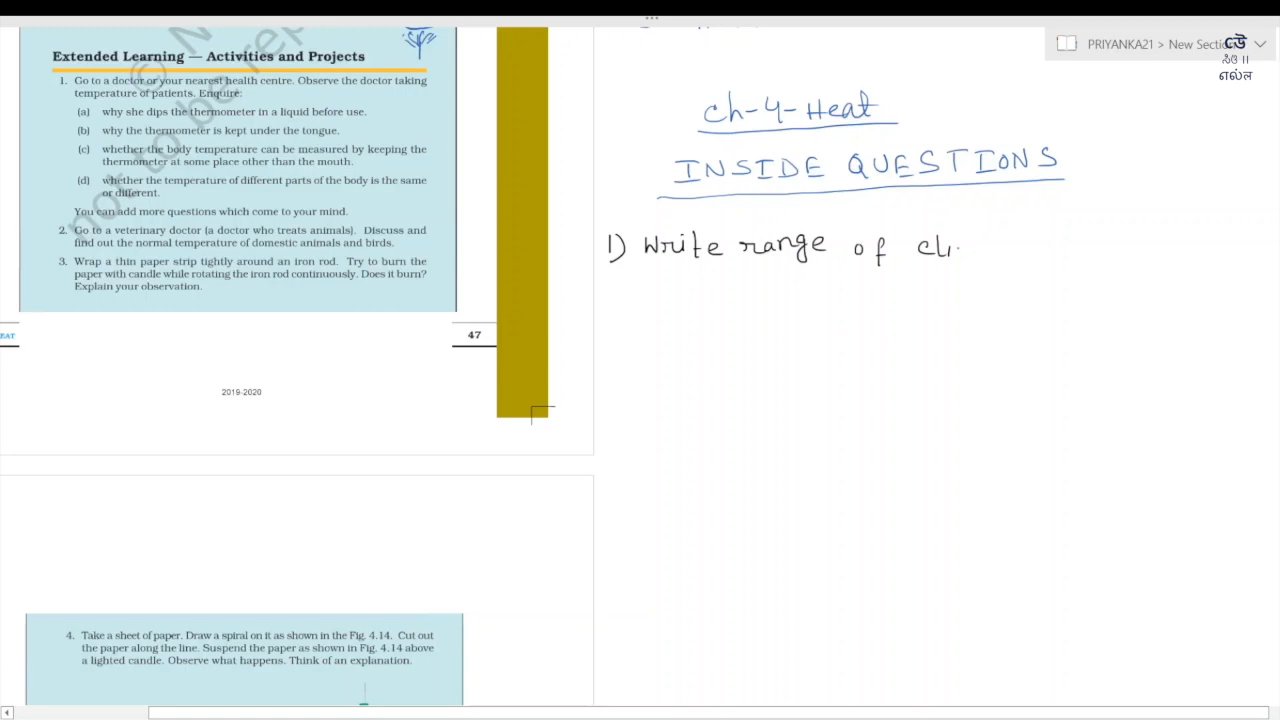 Extended Learning — Activities and Projects
1. Go to a doctor or your nearest health centre. Observe the doctor taking
temperature of patients. Enquire:
(a) why she dips the thermometer in a liquid before use.
(b) why the thermometer is kept under the tongue.
(c) whether the body temperature can be measured by keeping the
thermometer at some place other than the mouth.
(d) whether the temperature of different parts of the body is the same
or different.
You can add more questions which come to your mind.
2. Go to a veterinary doctor (a doctor who treats animals). Discuss and
find out the normal temperature of domestic animals and birds.
3. Wrap a thin paper strip tightly around an iron rod. Try to burn the
paper with candle while rotating the iron rod continuously. Does it burn?
Explain your observation.
EAT
47
2019-2020
4. Take a sheet of paper. Draw a spiral on it as shown in the Fig. 4.14. Cut out
the paper along the line. Suspend the paper as shown in Fig. 4.14 above
a lighted candle. Observe what happens. Think of an explanation.
PRIYANKA21 > New Section
Ch-4-Heat
INSIDE QUESTIONS
1) Write range of cli
not to be rep
© N